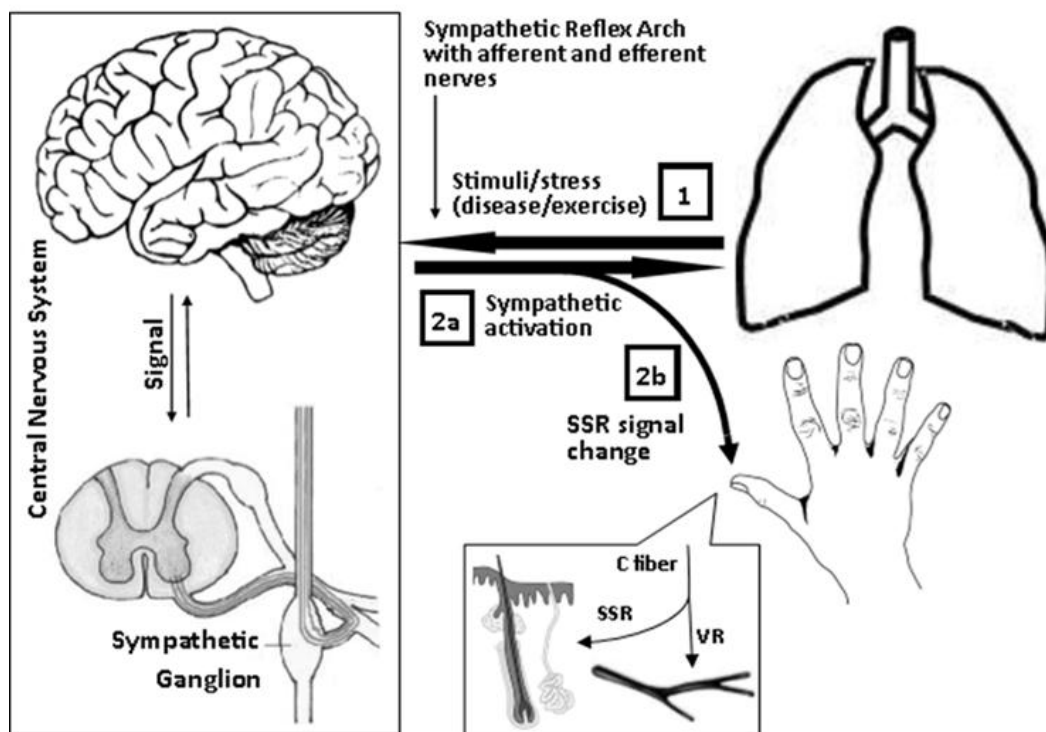 Sympathetic Reflex Arch
with afferent and efferent
nerves
Stimuli/stress
(disease/exercise)
1
2a
Sympathetic
activation
2b
SSR signal
change
Central Nervous System
Signal
Sympathetic
Ganglion
C fiber
SSR
VR